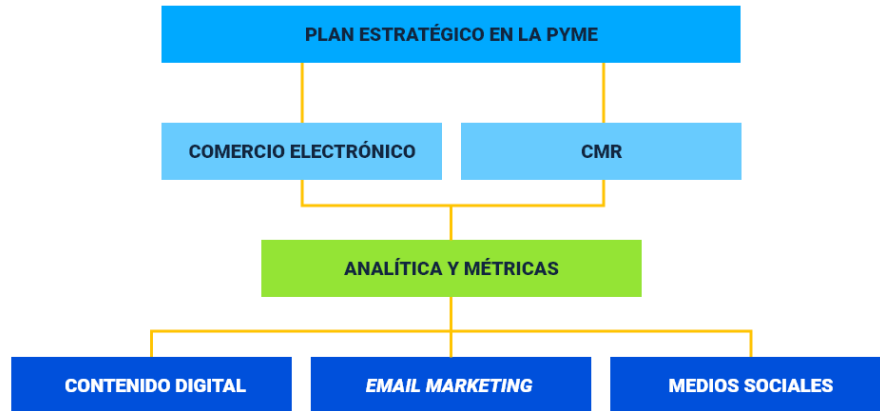 PLAN ESTRATÉGICO EN LA PYME
COMERCIO ELECTRÓNICO
CMR
ANALÍTICA Y MÉTRICAS
CONTENIDO DIGITAL
EMAIL MARKETING
MEDIOS SOCIALES